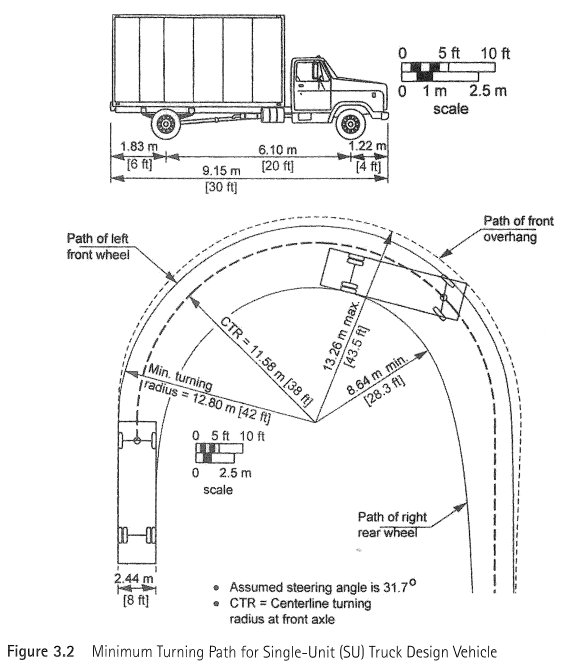 0 5 ft 10 ft
0 1 m 2.5 m
scale
1.83 m
[6 ft]
6.10 m
[20 ft]
1.22 m
[4 ft]
9.15 m
[30 ft]
Path of left
front wheel
Path of front
overhang
CTR = 11.58 m [38 ft]
13.26 m max.
[43.5 ft]
8.64 m min.
[28.3 ft]
Min. turning
radius = 12.80 m [42 ft]
0 5 ft 10 ft
0 2.5 m
scale
Path of right
rear wheel
2.44 m
[8 ft]
• Assumed steering angle is 31.7°
• CTR = Centerline turning
radius at front axle
Figure 3.2 Minimum Turning Path for Single-Unit (SU) Truck Design Vehicle